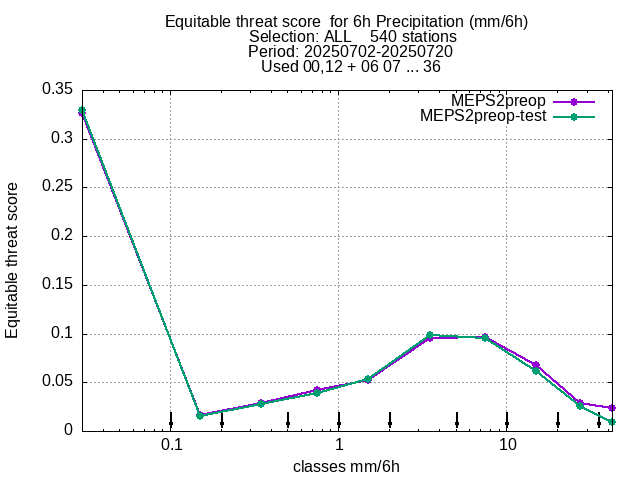 Equitable threat score  for 6h Precipitation (mm/6h)
Selection: ALL    540 stations
Period: 20250702-20250720
Used 00,12 + 06 07 ... 36
MEPS2preop
MEPS2preop-test
0.35
0.3
0.25
0.2
0.15
0.1
0.05
0
Equitable threat score
0.1
1
10
classes mm/6h